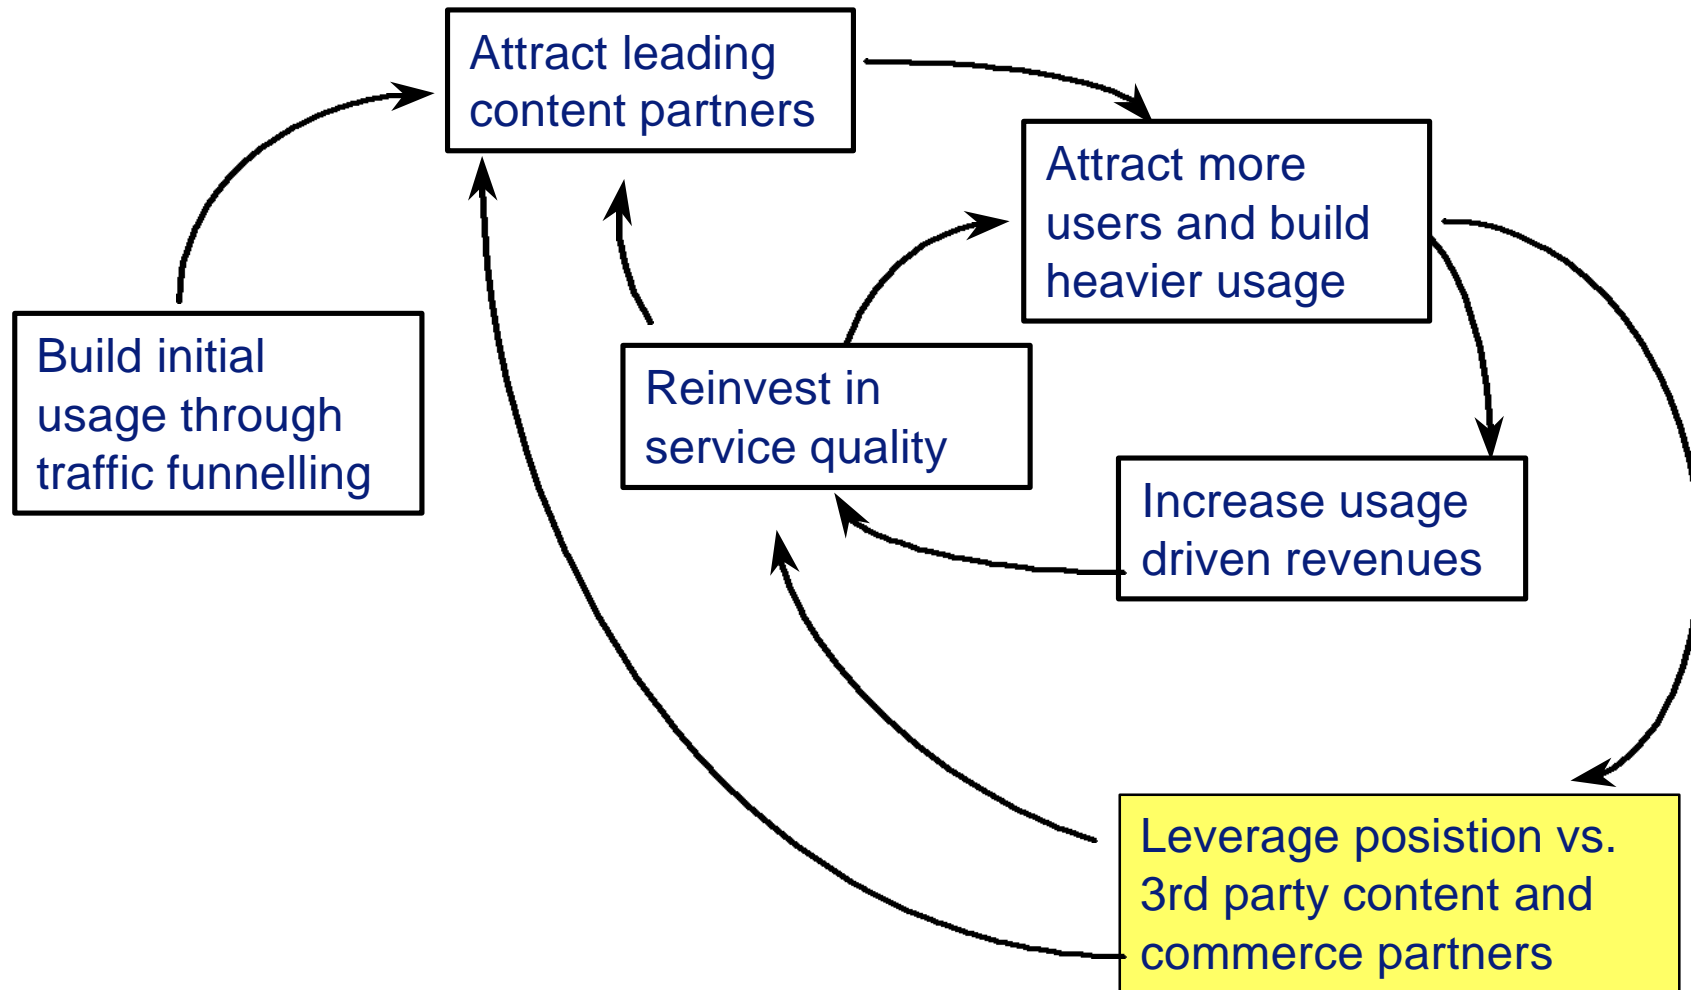 Attract leading
content partners
Attract more
users and build
heavier usage
Build initial
usage through
traffic funnelling
Reinvest in
service quality
Increase usage
driven revenues
Leverage posistion vs.
3rd party content and
commerce partners